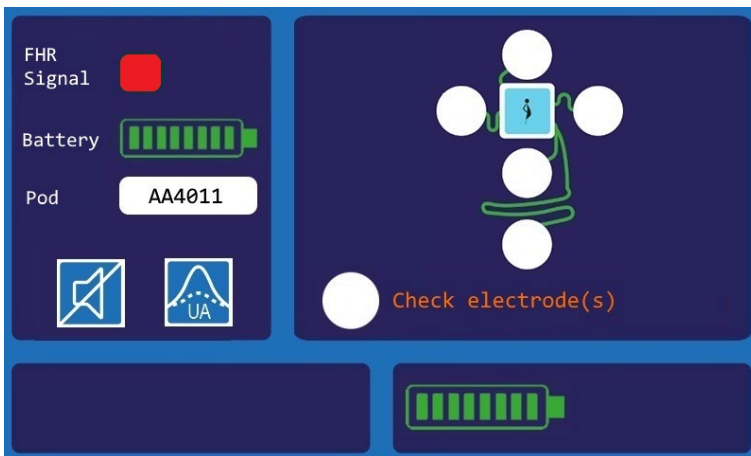 FHR
Signal
Battery
Pod
AA4011
UA
Check electrode(s)